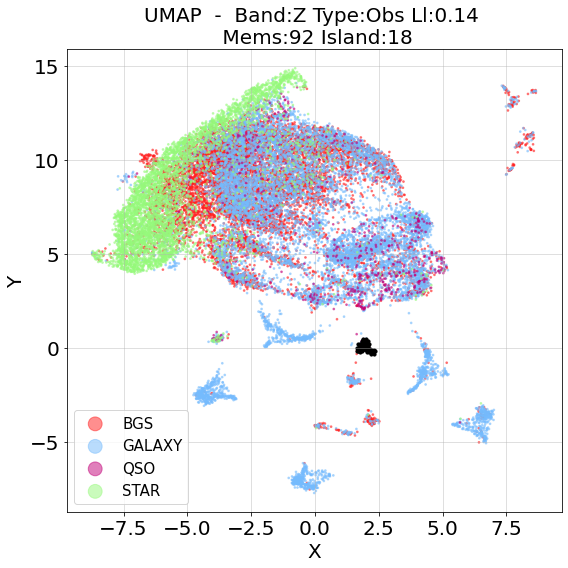 UMAP - Band:Z Type:Obs Ll:0.14
Mems:92 Island:18
Y
15
10
5
0
−5
BGS
GALAXY
QSO
STAR
−7.5 −5.0 −2.5 0.0 2.5 5.0 7.5
X